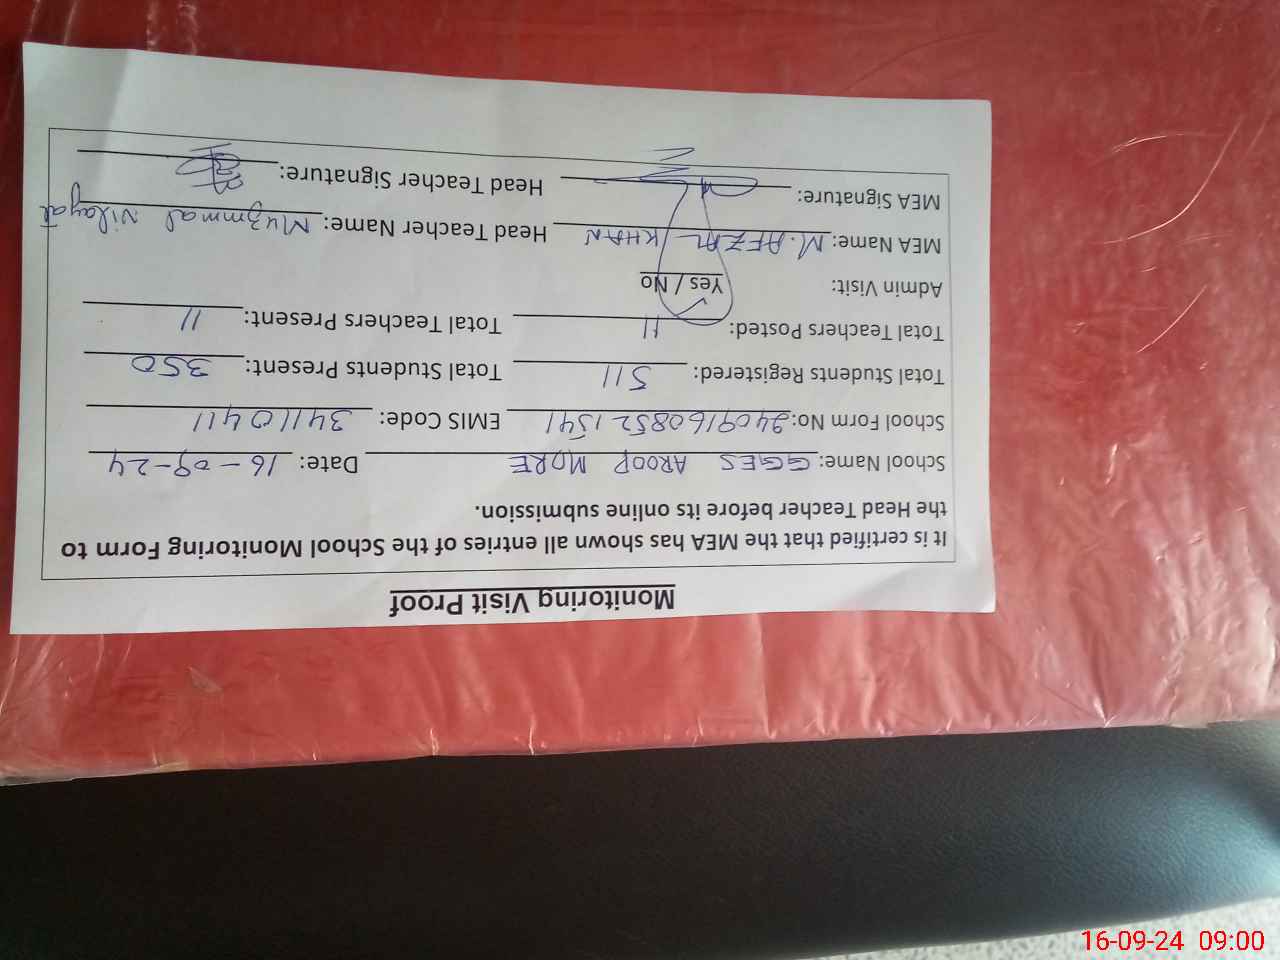 Monitoring Visit Proof
It is certified that the MEA has shown all entries of the School Monitoring Form to
the Head Teacher before its online submission.
School Name: GGES AROOP MORE Date: 16-09-24
School Form No: 24091608521541 EMIS Code: 34110411
Total Students Registered: 511 Total Students Present: 350
Total Teachers Posted: 11 Total Teachers Present: 11
Admin Visit: Yes / No
MEA Name: M. AFZAL KHAN Head Teacher Name: Muzmmal Vilayat
MEA Signature: Head Teacher Signature:
16-09-24 09:00